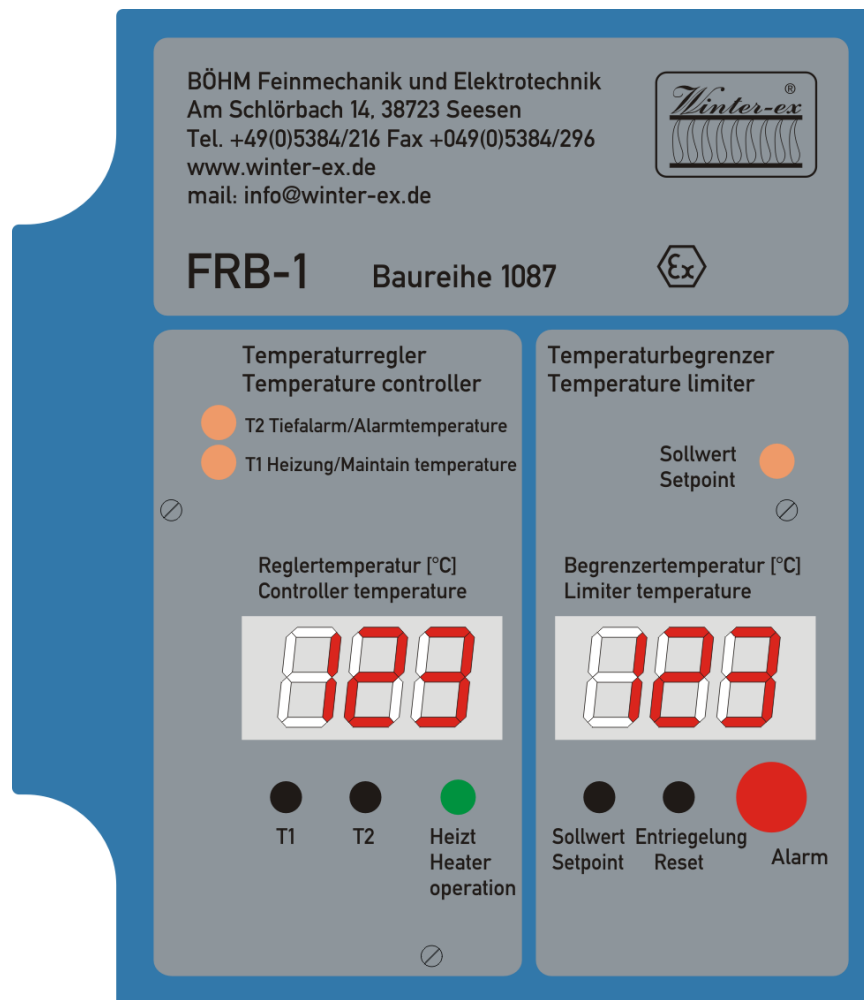 BÖHM Feinmechanik und Elektrotechnik
Am Schlörbach 14, 38723 Seesen
Tel. +49(0)5384/216 Fax +049(0)5384/296
www.winter-ex.de
mail: info@winter-ex.de
Winter-ex ®
FRB-1 Baureihe 1087
Ex
Temperaturregler
Temperature controller
T2 Tiefalarm/Alarmtemperature
T1 Heizung/Maintain temperature
Reglertemperatur [°C]
Controller temperature
123
T1 T2 Heizt
Heater
operation
Temperaturbegrenzer
Temperature limiter
Sollwert
Setpoint
Begrenzertemperatur [°C]
Limiter temperature
123
Sollwert Entriegelung
Setpoint Reset
Alarm